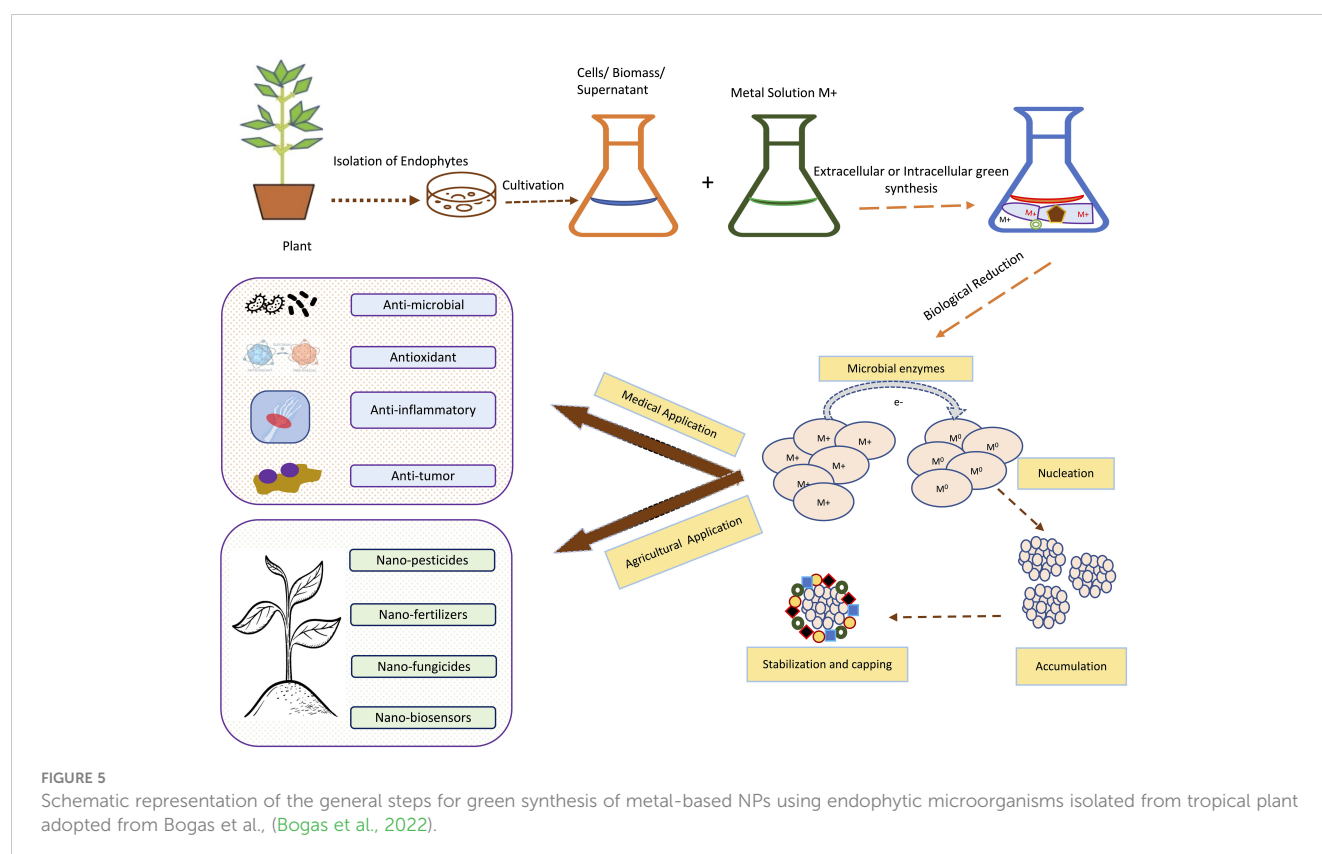 Cells/ Biomass/
Supernatant
Metal Solution M+
Isolation of Endophytes
Cultivation
+
Extracellular or Intracellular green
synthesis
M+
M+
M+
Plant
Biological Reduction
Anti-microbial
Antioxidant
Anti-inflammatory
Anti-tumor
Medical Application
Agricultural Application
Microbial enzymes
e-
M+
M+
M+
M+
M+
M+
M⁰
M⁰
M⁰
M⁰
M⁰
Nucleation
Nano-pesticides
Nano-fertilizers
Nano-fungicides
Nano-biosensors
Stabilization and capping
Accumulation
FIGURE 5
Schematic representation of the general steps for green synthesis of metal-based NPs using endophytic microorganisms isolated from tropical plant
adopted from Bogas et al., (Bogas et al., 2022).